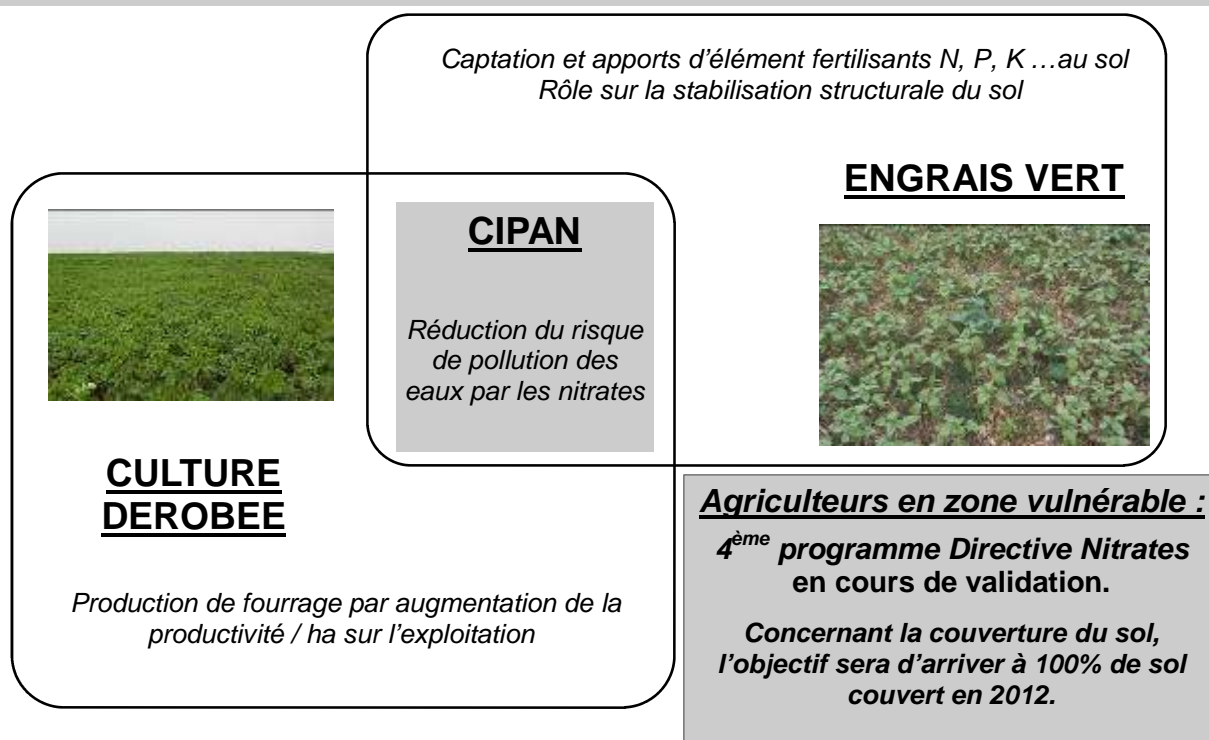 Captation et apports d'élément fertilisants N, P, K …au sol
Rôle sur la stabilisation structurale du sol
ENGRAIS VERT
CIPAN
Réduction du risque
de pollution des
eaux par les nitrates
CULTURE
DEROBEE
Production de fourrage par augmentation de la
productivité / ha sur l'exploitation
Agriculteurs en zone vulnérable :
4ème programme Directive Nitrates
en cours de validation.
Concernant la couverture du sol,
l'objectif sera d'arriver à 100% de sol
couvert en 2012.